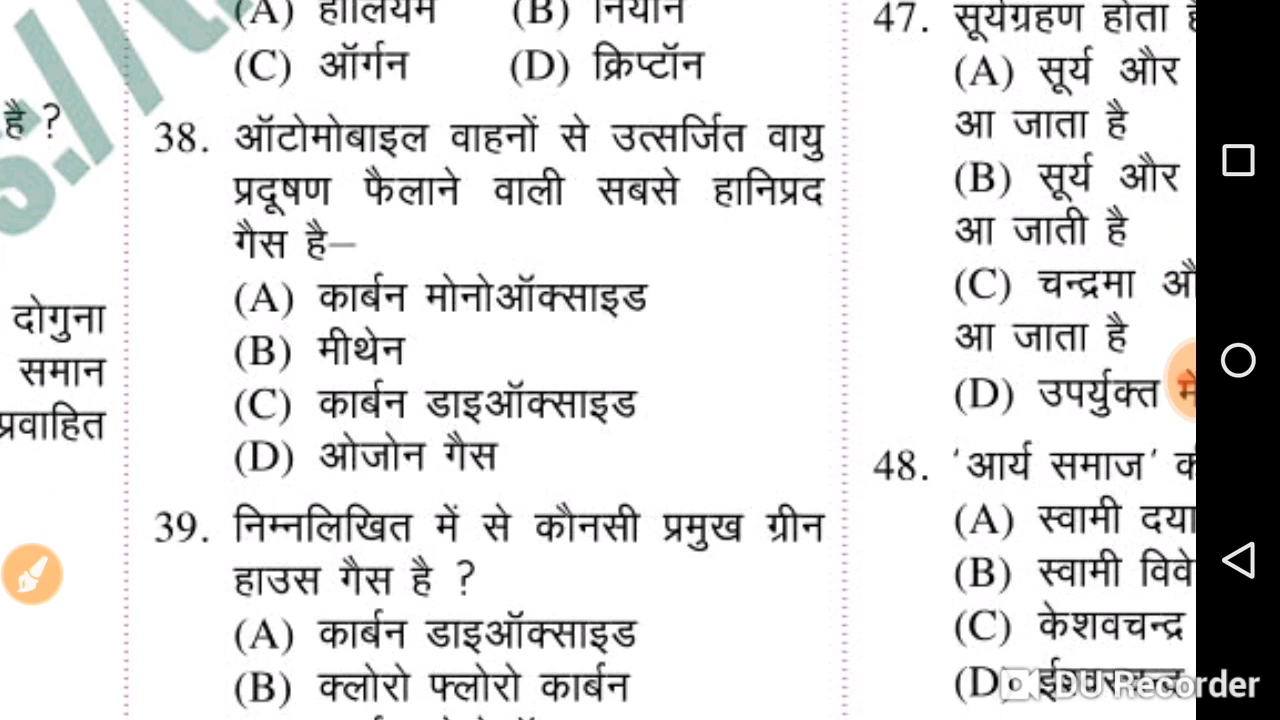 है ?
दोगुना
समान
प्रवाहित
(A) हीलियम (B) नियॉन
(C) ऑर्गन (D) क्रिप्टॉन
38. ऑटोमोबाइल वाहनों से उत्सर्जित वायु
प्रदूषण फैलाने वाली सबसे हानिप्रद
गैस है—
(A) कार्बन मोनोऑक्साइड
(B) मीथेन
(C) कार्बन डाइऑक्साइड
(D) ओजोन गैस
39. निम्नलिखित में से कौनसी प्रमुख ग्रीन
हाउस गैस है ?
(A) कार्बन डाइऑक्साइड
(B) क्लोरो फ्लोरो कार्बन
47. सूर्यग्रहण होता
(A) सूर्य और
आ जाता है
(B) सूर्य और
आ जाती है
(C) चन्द्रमा
आ जाता है
(D) उपर्युक्त में
48. ‘आर्य समाज’
(A) स्वामी
(B) स्वामी
(C) केशवचन्द्र
(D)
DU Recorder